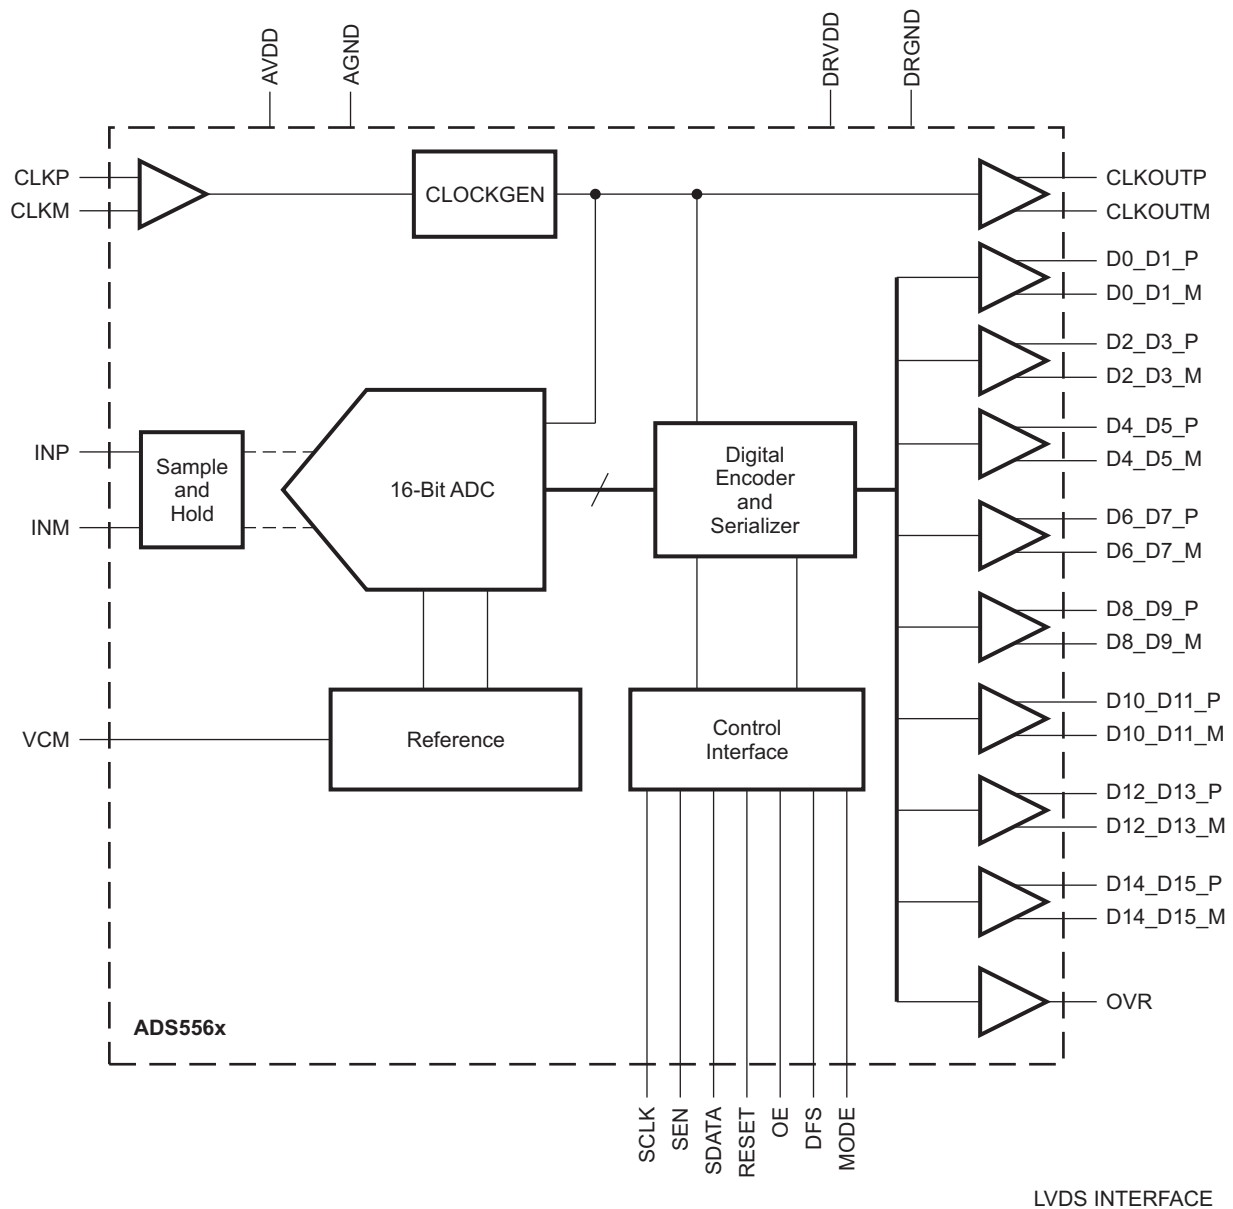 AVDD
AGND
DRVDD
DRGND
CLKP
CLKM
CLOCKGEN
CLKOUTP
CLKOUTM
D0_D1_P
D0_D1_M
D2_D3_P
D2_D3_M
D4_D5_P
D4_D5_M
INP
INM
Sample
and
Hold
16-Bit ADC
Digital
Encoder
and
Serializer
D6_D7_P
D6_D7_M
D8_D9_P
D8_D9_M
VCM
Reference
Control
Interface
D10_D11_P
D10_D11_M
D12_D13_P
D12_D13_M
D14_D15_P
D14_D15_M
OVR
ADS556x
SCLK
SEN
SDATA
RESET
OE
DFS
MODE
LVDS INTERFACE